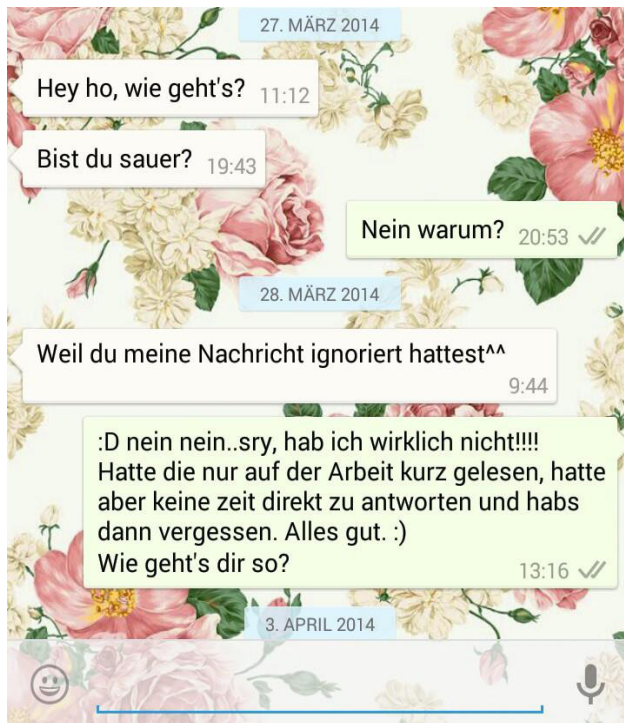 27. MÄRZ 2014
Hey ho, wie geht's? 11:12
Bist du sauer? 19:43
Nein warum? 20:53
28. MÄRZ 2014
Weil du meine Nachricht ignoriert hattest^^
9:44
:D nein nein..sry, hab ich wirklich nicht!!!!
Hatte die nur auf der Arbeit kurz gelesen, hatte
aber keine zeit direkt zu antworten und habs
dann vergessen. Alles gut. :)
Wie geht's dir so? 13:16
3. APRIL 2014